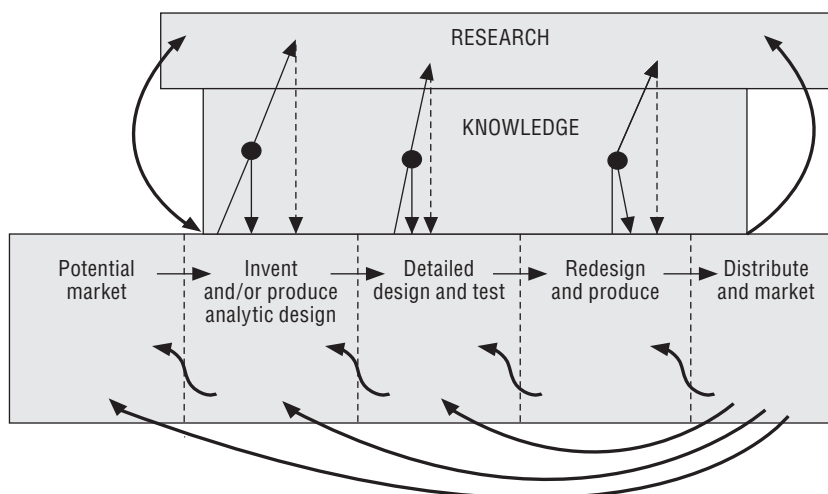 RESEARCH
KNOWLEDGE
Potential
market
Invent
and/or produce
analytic design
Detailed
design and test
Redesign
and produce
Distribute
and market